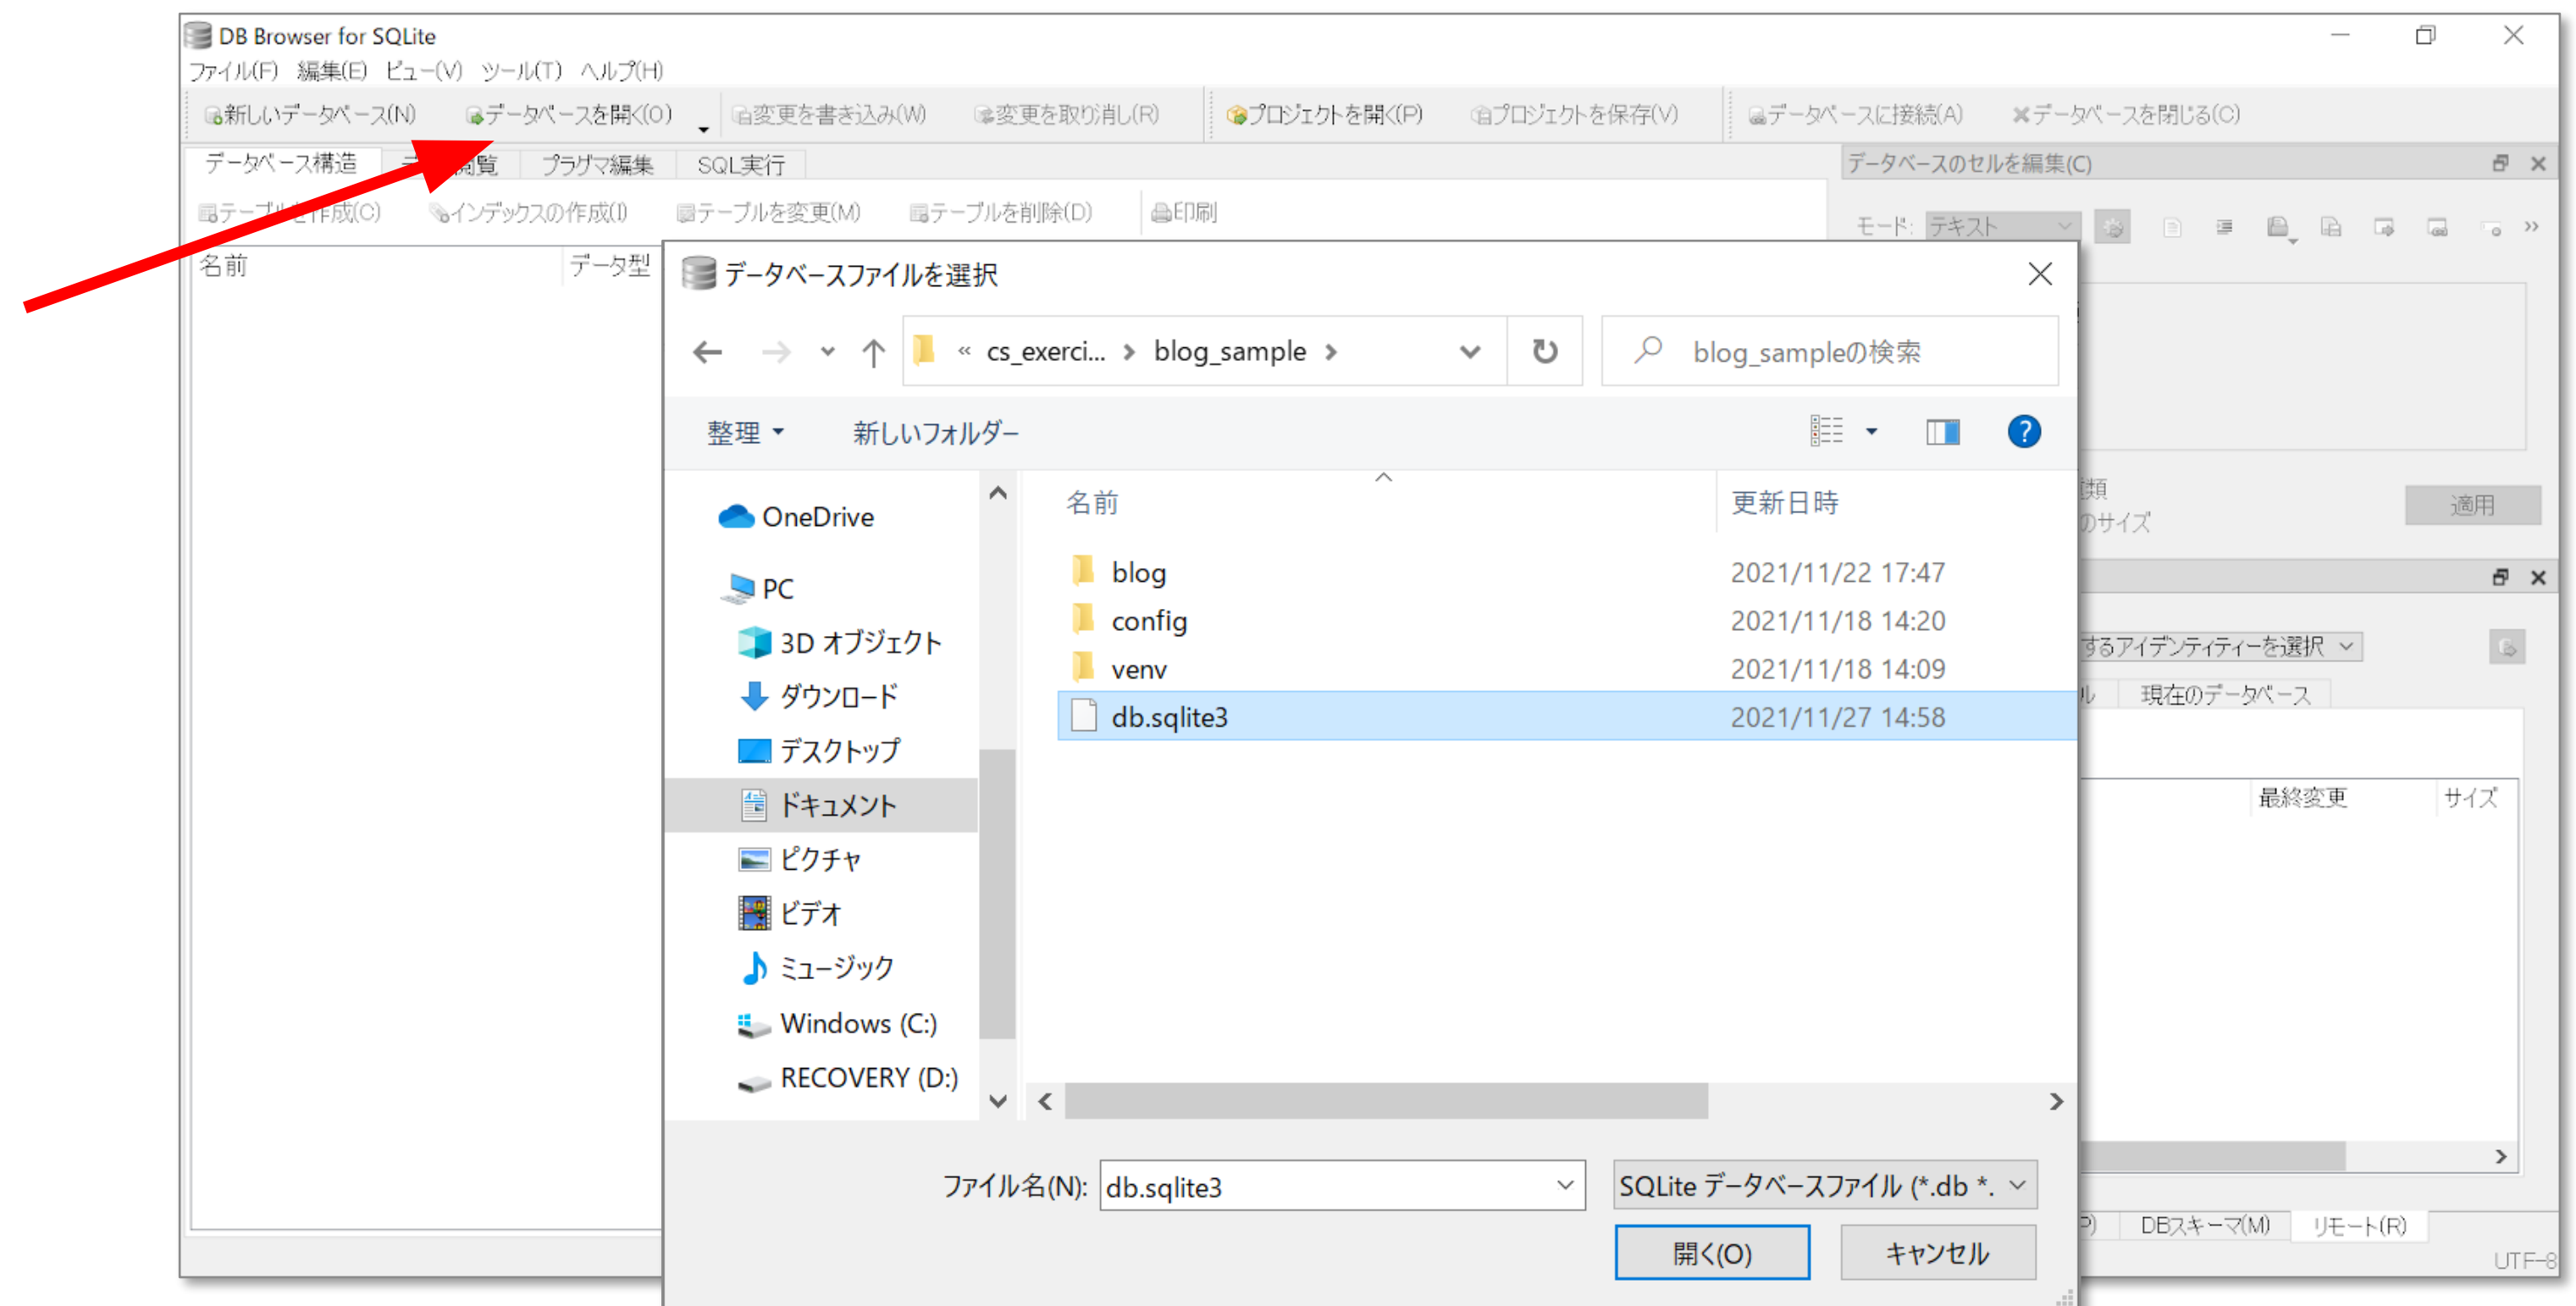 DB Browser for SQLite
ファイル(F) 編集(E) ビュー(V) ツール(T) ヘルプ(H)
新しいデータベース(N) データベースを開く(O) 変更を書き込み(W) 変更を取り消し(R) プロジェクトを開く(P) プロジェクトを保存(V) データベースに接続(A) データベースを閉じる(C)
データベース構造 閲覧 プラグマ編集 SQL実行
データベースのセルを編集(C)
テーブルを作成(C) インデックスの作成(I) テーブルを変更(M) テーブルを削除(D) 印刷
モード: テキスト
名前 データ型
データベースファイルを選択
« cs_exerci... › blog_sample ›
blog_sampleの検索
整理 新しいフォルダー
名前 更新日時
OneDrive
PC
3D オブジェクト
ダウンロード
デスクトップ
ドキュメント
ピクチャ
ビデオ
ミュージック
Windows (C:)
RECOVERY (D:)
blog 2021/11/22 17:47
config 2021/11/18 14:20
venv 2021/11/18 14:09
db.sqlite3 2021/11/27 14:58
ファイル名(N): db.sqlite3 SQLite データベースファイル (*.db *.
開く(O) キャンセル
類
のサイズ
適用
するアイデンティティーを選択
ル 現在のデータベース
最終変更 サイズ
P) DBスキーマ(M) リモート(R)
UTF-8